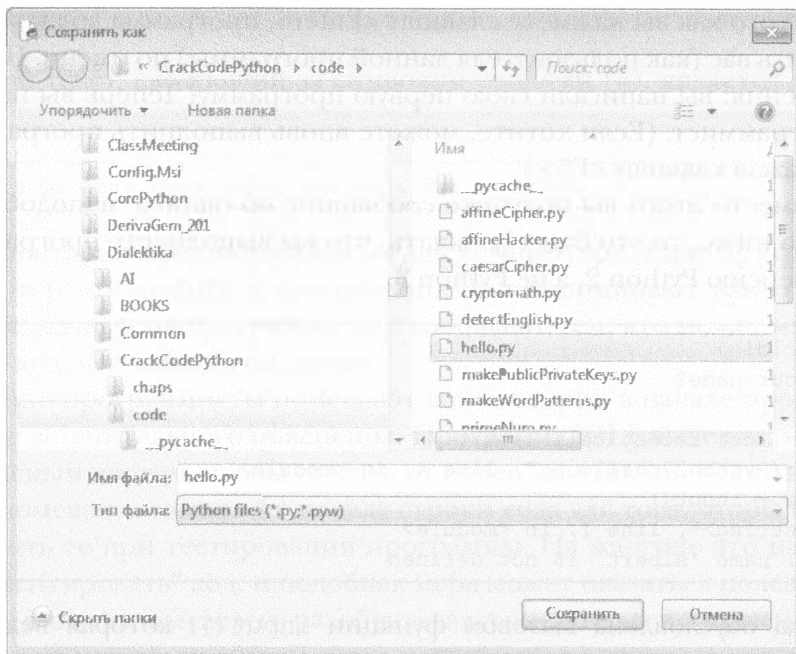 Сохранить как
« CrackCodePython ▸ code ▸
Поиск: code
Упорядочить ▾ Новая папка
ClassMeeting
Config.Msi
CorePython
DerivaGem_201
Dialektika
AI
BOOKS
Common
CrackCodePython
chaps
code
__pycache__
Имя
__pycache__
affineCipher.py
affineHacker.py
caesarCipher.py
cryptomath.py
detectEnglish.py
hello.py
makePublicPrivateKeys.py
makeWordPatterns.py
primeNum.py
Имя файла: hello.py
Тип файла: Python files (*.py;*.pyw)
Скрыть папки
Сохранить Отмена